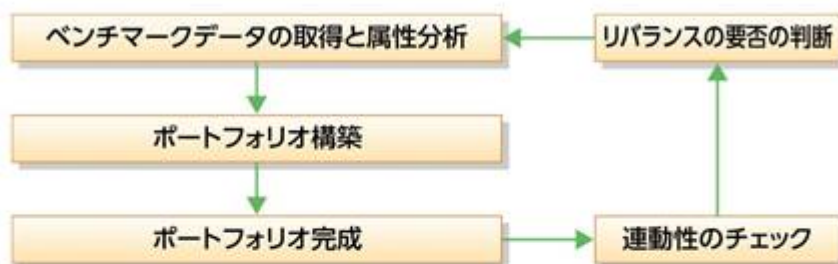 ベンチマークデータの取得と属性分析
リバランスの要否の判断
ポートフォリオ構築
ポートフォリオ完成
連動性のチェック